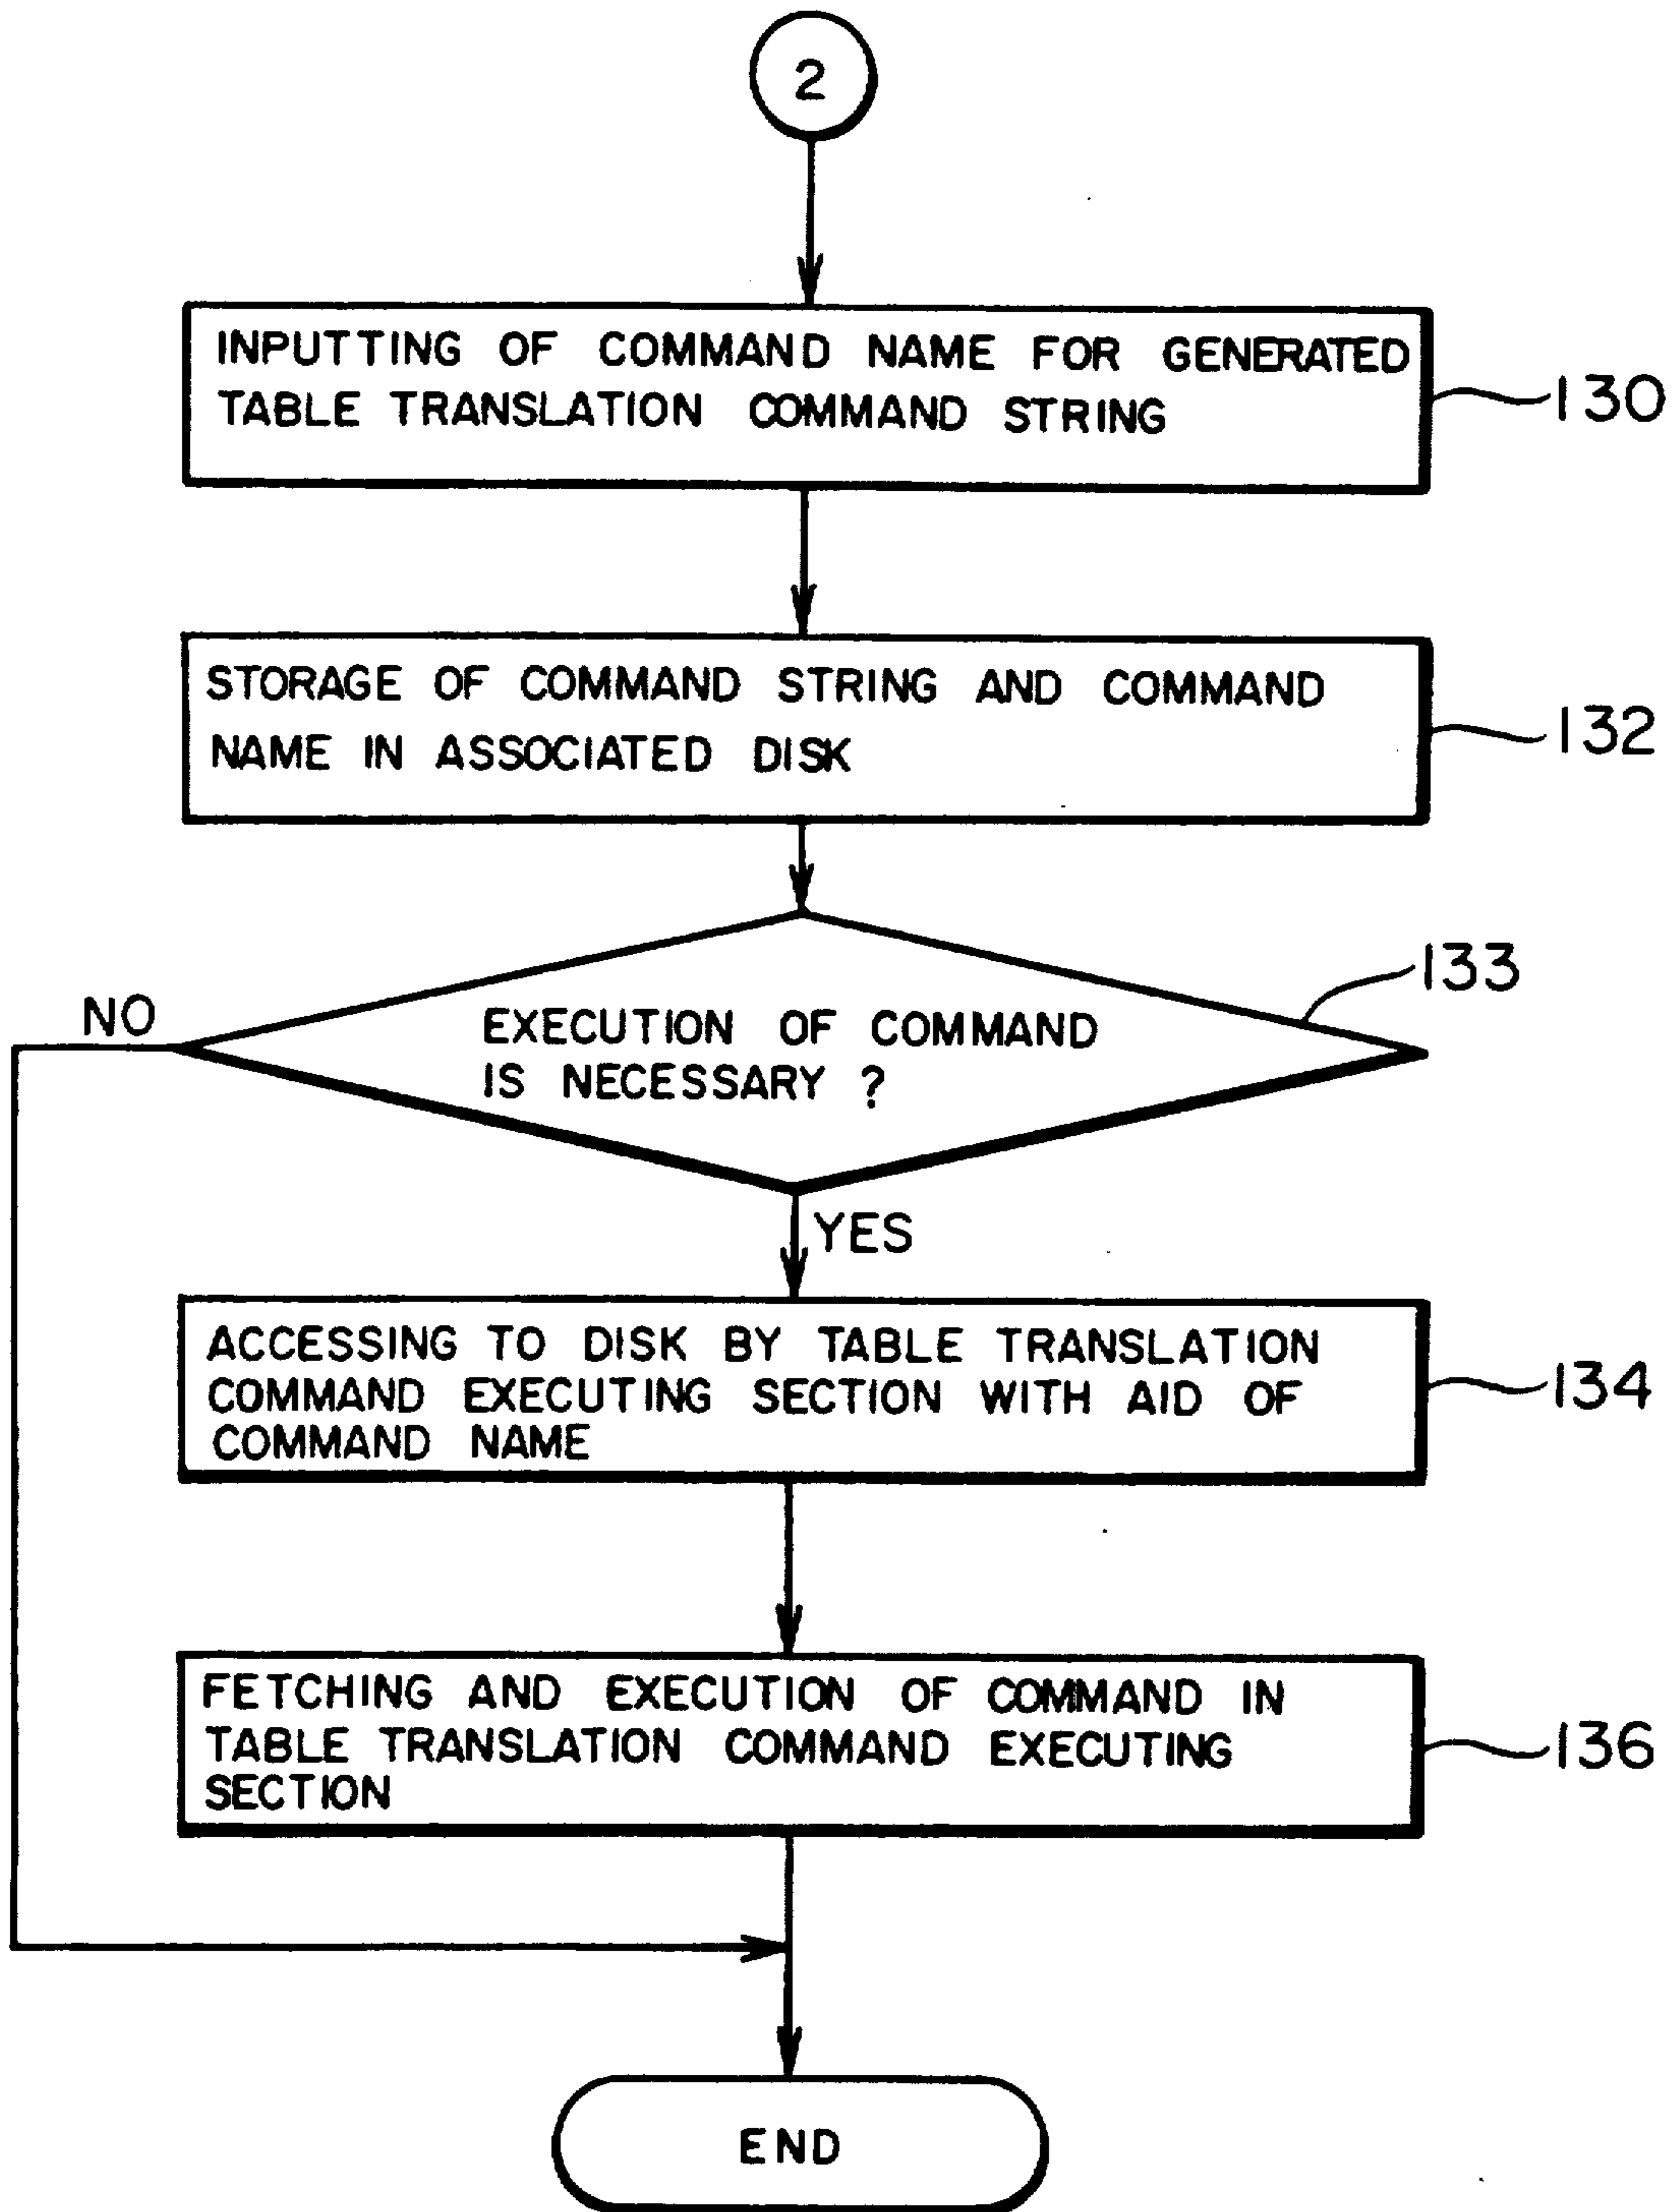 2
INPUTTING OF COMMAND NAME FOR GENERATED
TABLE TRANSLATION COMMAND STRING
130
STORAGE OF COMMAND STRING AND COMMAND
NAME IN ASSOCIATED DISK
132
133
NO
EXECUTION OF COMMAND
IS NECESSARY ?
YES
ACCESSING TO DISK BY TABLE TRANSLATION
COMMAND EXECUTING SECTION WITH AID OF
COMMAND NAME
134
FETCHING AND EXECUTION OF COMMAND IN
TABLE TRANSLATION COMMAND EXECUTING
SECTION
136
END